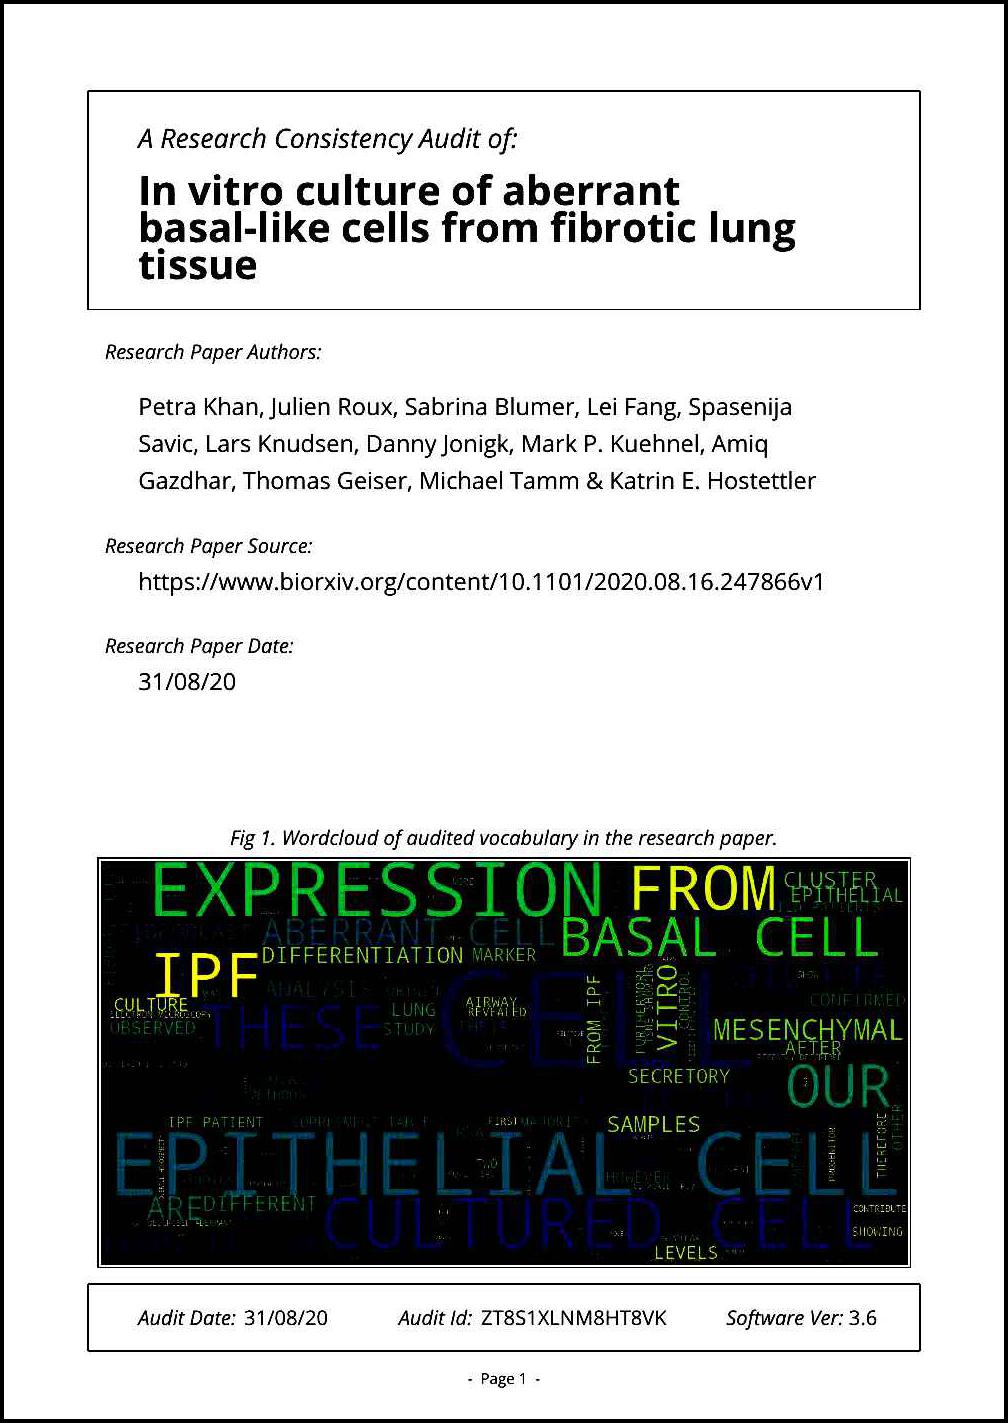 A Research Consistency Audit of:
In vitro culture of aberrant
basal-like cells from fibrotic lung
tissue
Research Paper Authors:
Petra Khan, Julien Roux, Sabrina Blumer, Lei Fang, Spasenija
Savic, Lars Knudsen, Danny Jonigk, Mark P. Kuehnel, Amiq
Gazdhar, Thomas Geiser, Michael Tamm & Katrin E. Hostettler
Research Paper Source:
https://www.biorxiv.org/content/10.1101/2020.08.16.247866v1
Research Paper Date:
31/08/20
Fig 1. Wordcloud of audited vocabulary in the research paper.
EXPRESSION
FROM
CLUSTER
EPITHELIAL
ABERRANT CELL
BASAL CELL
DIFFERENTIATION
MARKER
IPF
ANALYSIS
CULTURE
OBSERVED
THESE
CELL
LUNG
STUDY
AIRWAY
REVEALED
FROM IPF
VITRO
CONTROL
CONFIRMED
MESENCHYMAL
AFTER
SECRETORY
OUR
IPF PATIENT
FIRST
MAJORITY
SAMPLES
EPITHELIAL CELL
TWO
HOWEVER
PROGENITOR
THEREFORE
OTHER
ARE
DIFFERENT
CULTURED CELL
CONTRIBUTE
SHOWING
LEVELS
Audit Date: 31/08/20
Audit Id: ZT8S1XLNM8HT8VK
Software Ver: 3.6
- Page 1 -